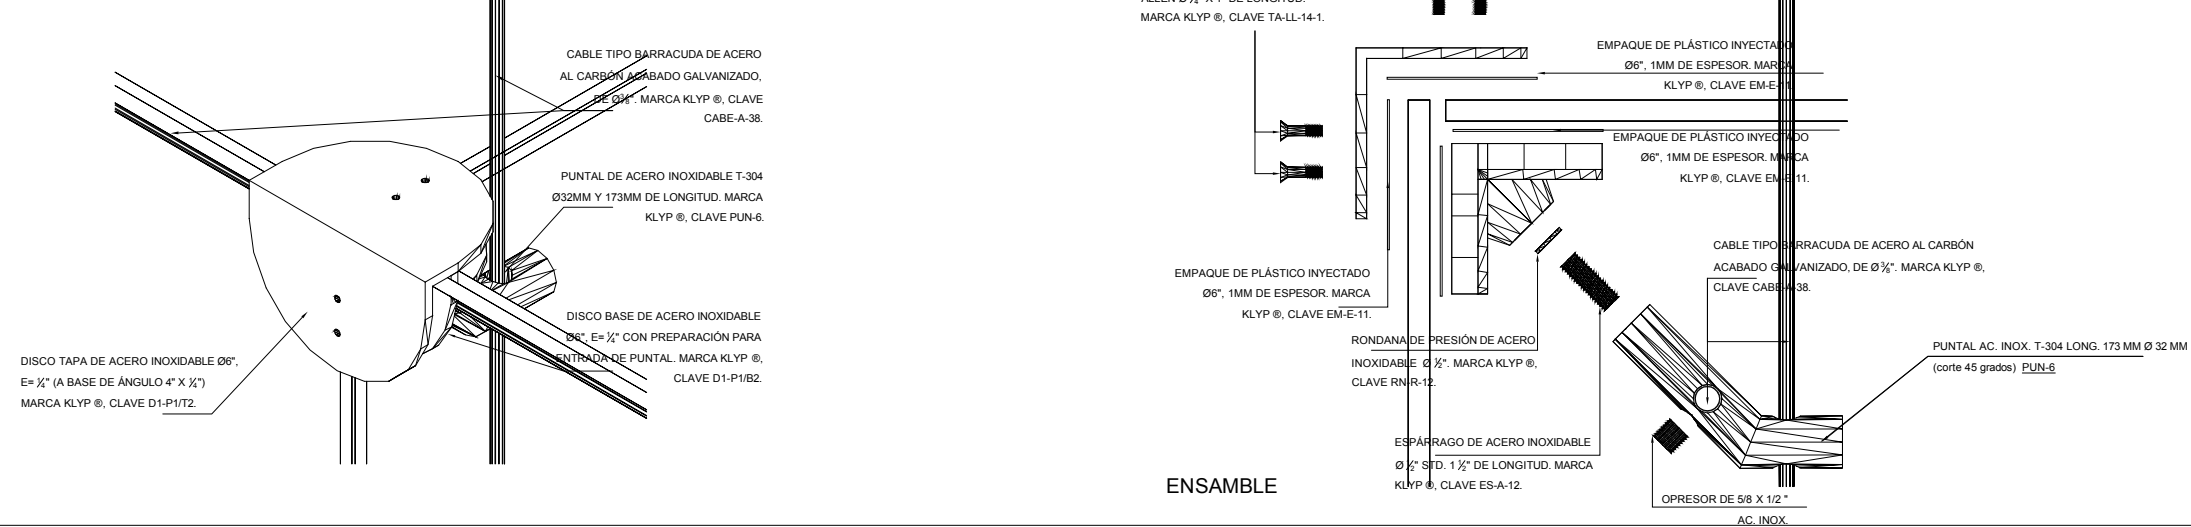 CABLE TIPO BARRACUDA DE ACERO
AL CARBÓN ACABADO GALVANIZADO,
DE Ø⅜". MARCA KLYP ®, CLAVE
CABE-A-38.
PUNTAL DE ACERO INOXIDABLE T-304
Ø32MM Y 173MM DE LONGITUD. MARCA
KLYP ®, CLAVE PUN-6.
DISCO BASE DE ACERO INOXIDABLE
Ø6", E= ¼" CON PREPARACIÓN PARA
ENTRADA DE PUNTAL. MARCA KLYP ®,
CLAVE D1-P1/B2.
DISCO TAPA DE ACERO INOXIDABLE Ø6",
E= ¼" (A BASE DE ÁNGULO 4" X ¼")
MARCA KLYP ®, CLAVE D1-P1/T2.
ALLEN Ø ¼" X 1" DE LONGITUD.
MARCA KLYP ®, CLAVE TA-LL-14-1.
EMPAQUE DE PLÁSTICO INYECTADO
Ø6", 1MM DE ESPESOR. MARCA
KLYP ®, CLAVE EM-E-11.
EMPAQUE DE PLÁSTICO INYECTADO
Ø6", 1MM DE ESPESOR. MARCA
KLYP ®, CLAVE EM-E-11.
EMPAQUE DE PLÁSTICO INYECTADO
Ø6", 1MM DE ESPESOR. MARCA
KLYP ®, CLAVE EM-E-11.
CABLE TIPO BARRACUDA DE ACERO AL CARBÓN
ACABADO GALVANIZADO, DE Ø ⅜". MARCA KLYP ®,
CLAVE CABE-A-38.
RONDANA DE PRESIÓN DE ACERO
INOXIDABLE Ø ½". MARCA KLYP ®,
CLAVE RN-R-12.
PUNTAL AC. INOX. T-304 LONG. 173 MM Ø 32 MM
(corte 45 grados) PUN-6
ESPÁRRAGO DE ACERO INOXIDABLE
Ø ½" STD. 1 ½" DE LONGITUD. MARCA
KLYP ®, CLAVE ES-A-12.
OPRESOR DE 5/8 X 1/2 "
AC. INOX.
ENSAMBLE